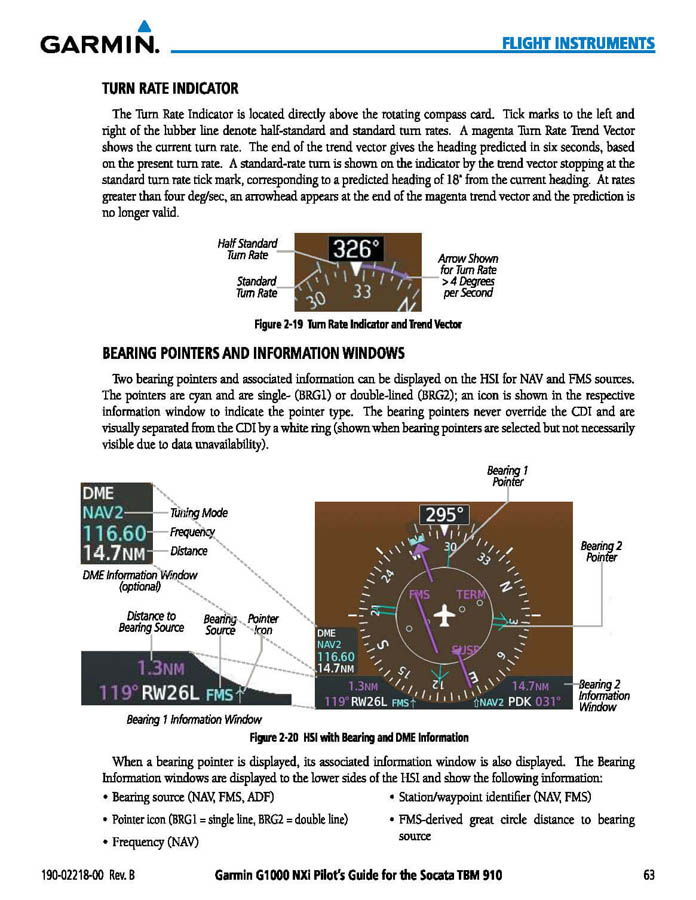 GARMIN.
FLIGHT INSTRUMENTS
TURN RATE INDICATOR
The Turn Rate Indicator is located directly above the rotating compass card. Tick marks to the left and
right of the lubber line denote half-standard and standard turn rates. A magenta Turn Rate Trend Vector
shows the current turn rate. The end of the trend vector gives the heading predicted in six seconds, based
on the present turn rate. A standard-rate turn is shown on the indicator by the trend vector stopping at the
standard turn rate tick mark, corresponding to a predicted heading of 18˚ from the current heading. At rates
greater than four deg/sec, an arrowhead appears at the end of the magenta trend vector and the prediction is
no longer valid.
Half Standard
Turn Rate
Standard
Turn Rate
326°
30
33
N
Arrow Shown
for Turn Rate
> 4 Degrees
per Second
Figure 2-19 Turn Rate Indicator and Trend Vector
BEARING POINTERS AND INFORMATION WINDOWS
Two bearing pointers and associated information can be displayed on the HSI for NAV and FMS sources.
The pointers are cyan and are single- (BRG1) or double-lined (BRG2); an icon is shown in the respective
information window to indicate the pointer type. The bearing pointers never override the CDI and are
visually separated from the CDI by a white ring (shown when bearing pointers are selected but not necessarily
visible due to data unavailability).
Bearing 1
Pointer
DME
NAV2
116.60
14.7NM
Tuning Mode
Frequency
Distance
DME Information Window
(optional)
Distance to
Bearing Source
Bearing
Source
Pointer
Icon
1.3NM
119° RW26L FMS↑
Bearing 1 Information Window
295°
30
33
N
3
6
E
12
15
S
21
24
FMS
TERM
SUSP
DME
NAV2
116.60
14.7NM
1.3NM
119° RW26L FMS↑
14.7NM
⇧NAV2 PDK 031°
Bearing 2
Pointer
Bearing 2
Information
Window
Figure 2-20 HSI with Bearing and DME Information
When a bearing pointer is displayed, its associated information window is also displayed. The Bearing
Information windows are displayed to the lower sides of the HSI and show the following information:
• Bearing source (NAV, FMS, ADF)
• Pointer icon (BRG1 = single line, BRG2 = double line)
• Frequency (NAV)
• Station/waypoint identifier (NAV, FMS)
• FMS-derived great circle distance to bearing
source
190-02218-00 Rev. B
Garmin G1000 NXi Pilot's Guide for the Socata TBM 910
63